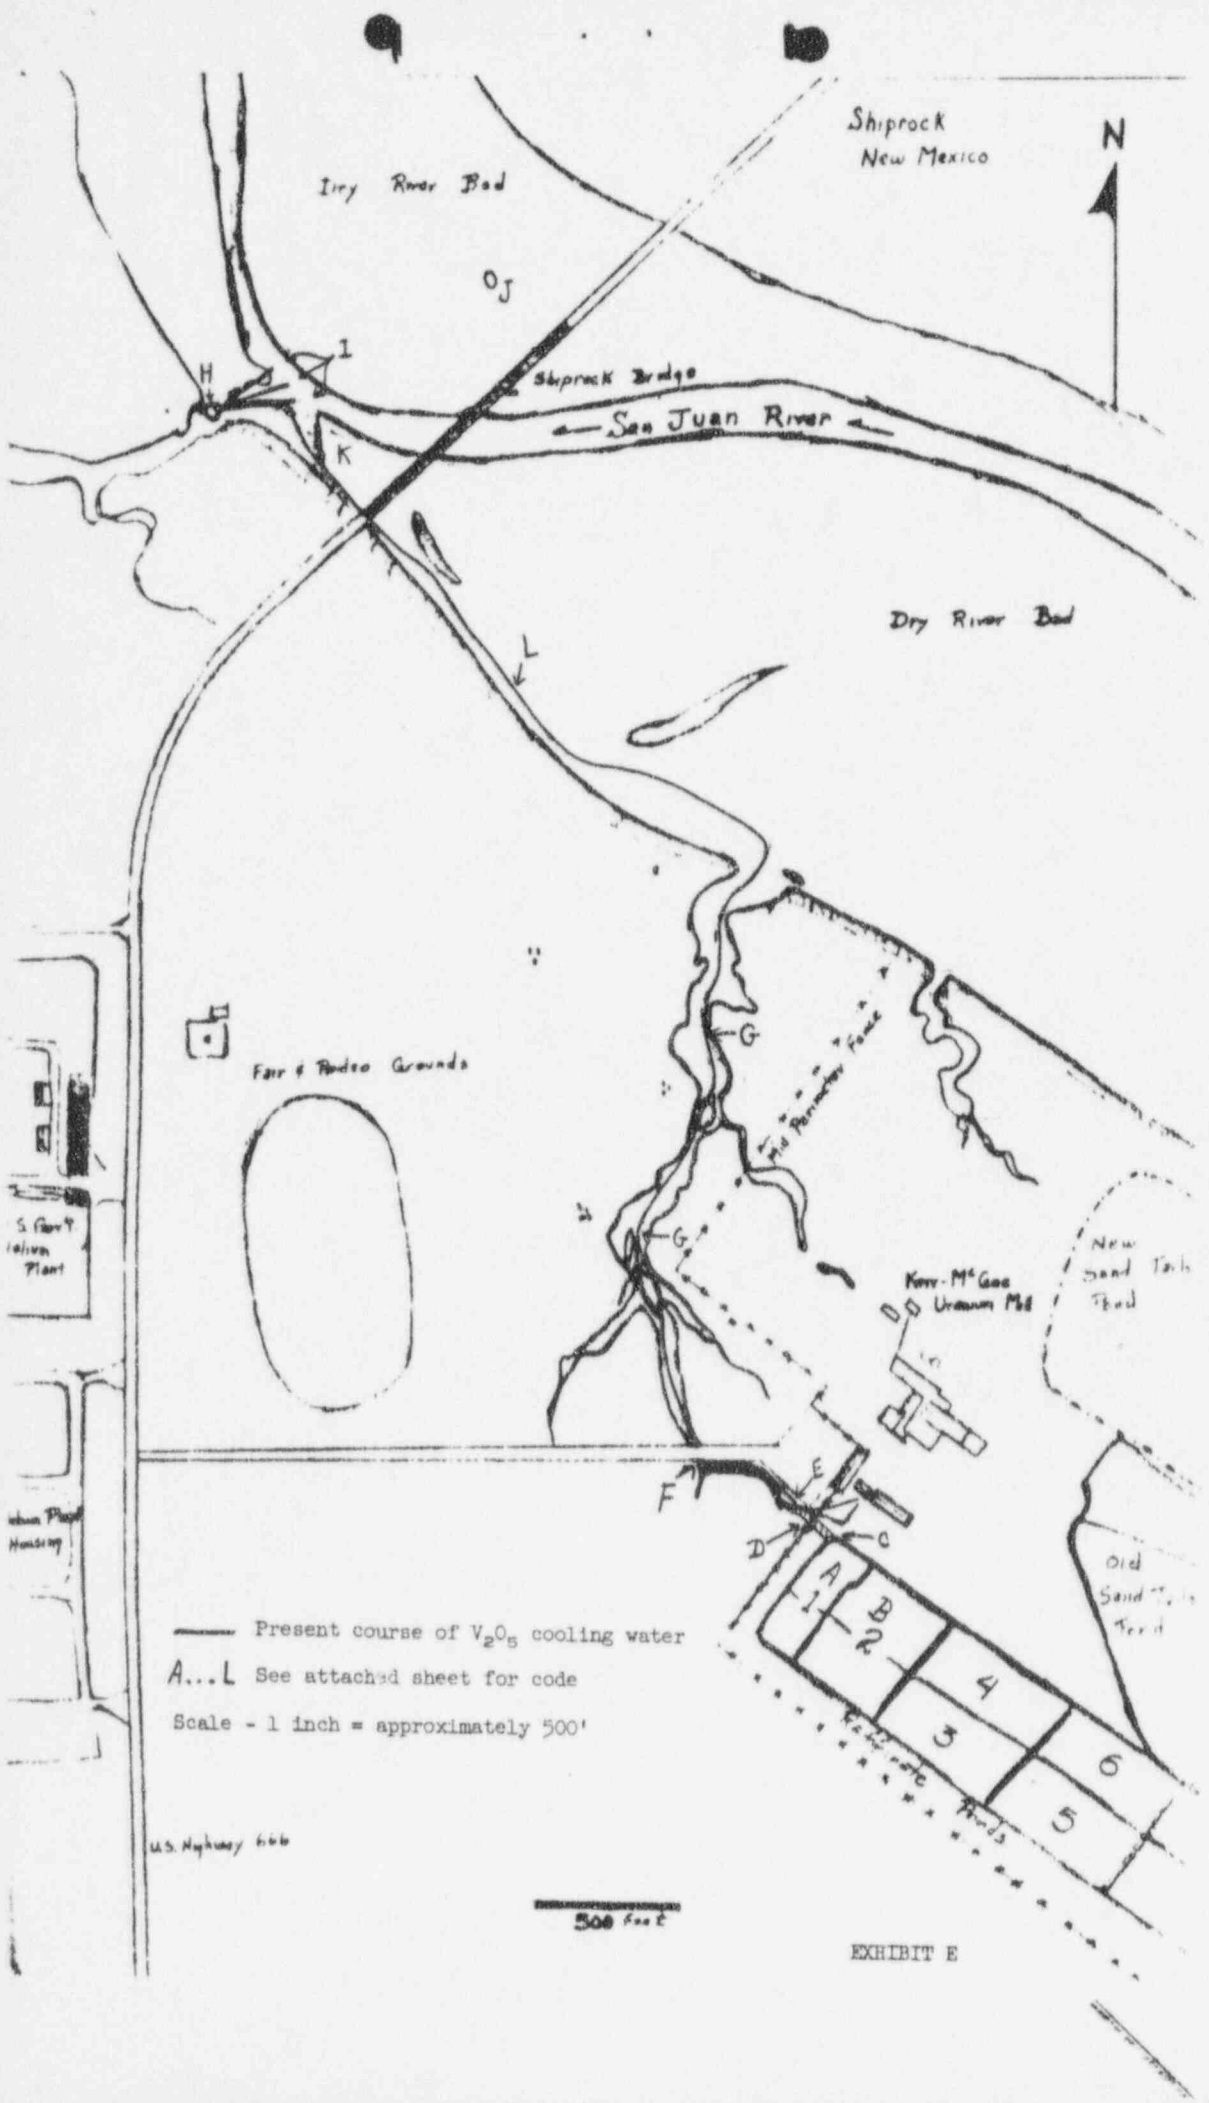 Shiprock
New Mexico
N
Dry River Bed
J
I
H
Shiprock Bridge
San Juan River
K
Dry River Bed
L
G
Mill Perimeter Fence
Fair & Rodeo Grounds
G
Plant
New
Sand Tails
Pond
Kerr-McGee
Uranium Mill
E
F
D
C
Housing
A
1
B
2
Old
Sand Tails
4
3
6
5
Raffinate Ponds
Present course of V₂O₅ cooling water
A...L See attached sheet for code
Scale - 1 inch = approximately 500'
U.S. Highway 666
500 feet
EXHIBIT E